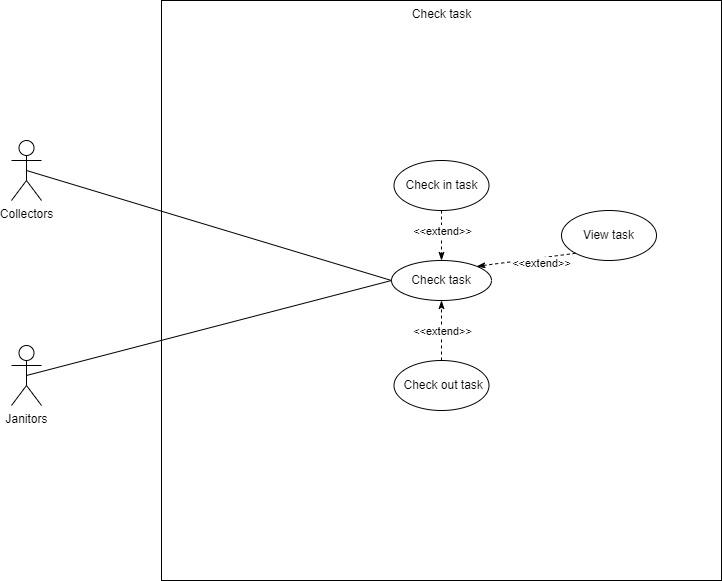 Check task
Collectors
Check in task
<<extend>>
View task
<<extend>>
Check task
<<extend>>
Janitors
Check out task